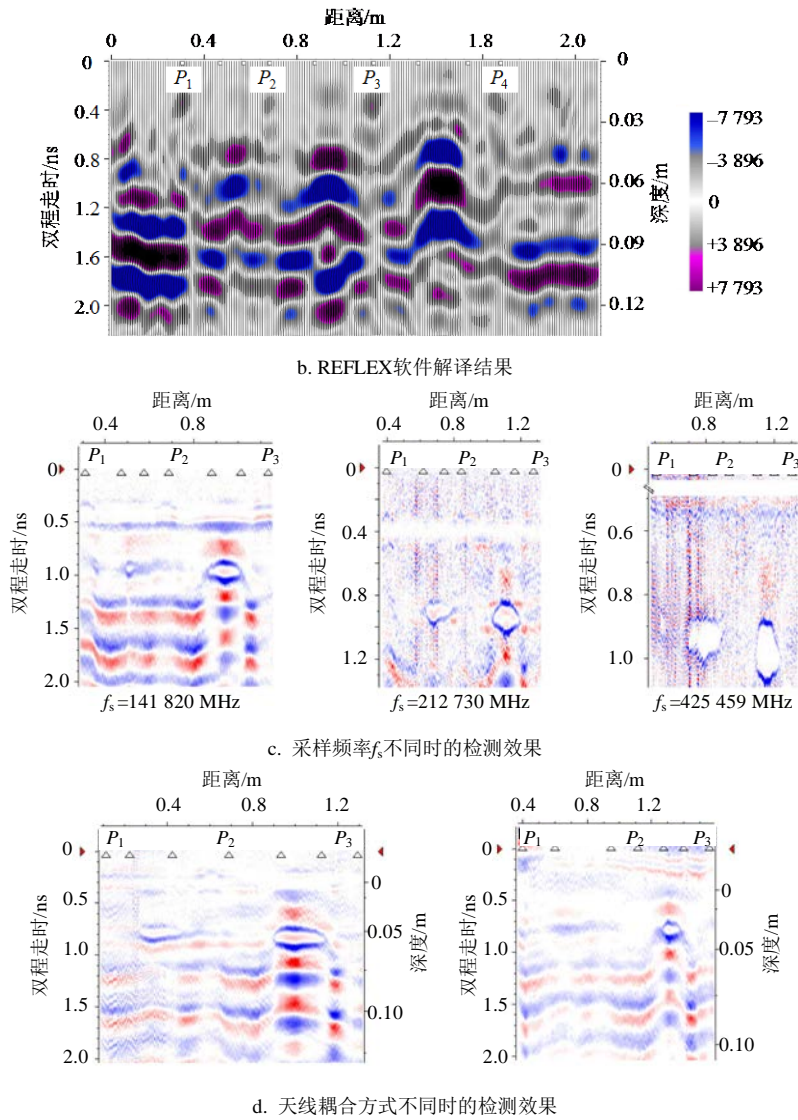 距离/m
0 0.4 0.8 1.2 1.8 2.0
P1 P2 P3 P4
双程走时/ns
0.4
0.8
1.2
1.6
2.0
0
0.03
0.06
0.09
0.12
深度/m
–7 793
–3 896
0
+3 896
+7 793
b. REFLEX软件解译结果
距离/m
0.4 0.8
P1 P2 P3
双程走时/ns
0
0.5
1.0
1.5
2.0
fs=141 820 MHz
距离/m
0.4 0.8 1.2
P1 P2 P3
双程走时/ns
0
0.4
0.8
1.2
fs=212 730 MHz
距离/m
0.8 1.2
P1 P2 P3
双程走时/ns
0
0.6
0.8
1.0
fs=425 459 MHz
c. 采样频率fs不同时的检测效果
距离/m
0.4 0.8 1.2
P1 P2 P3
双程走时/ns
0
0.5
1.0
1.5
2.0
0
0.05
0.10
深度/m
距离/m
0.4 0.8 1.2
P1 P2 P3
双程走时/ns
0
0.5
1.0
1.5
2.0
0
0.05
0.10
深度/m
d. 天线耦合方式不同时的检测效果